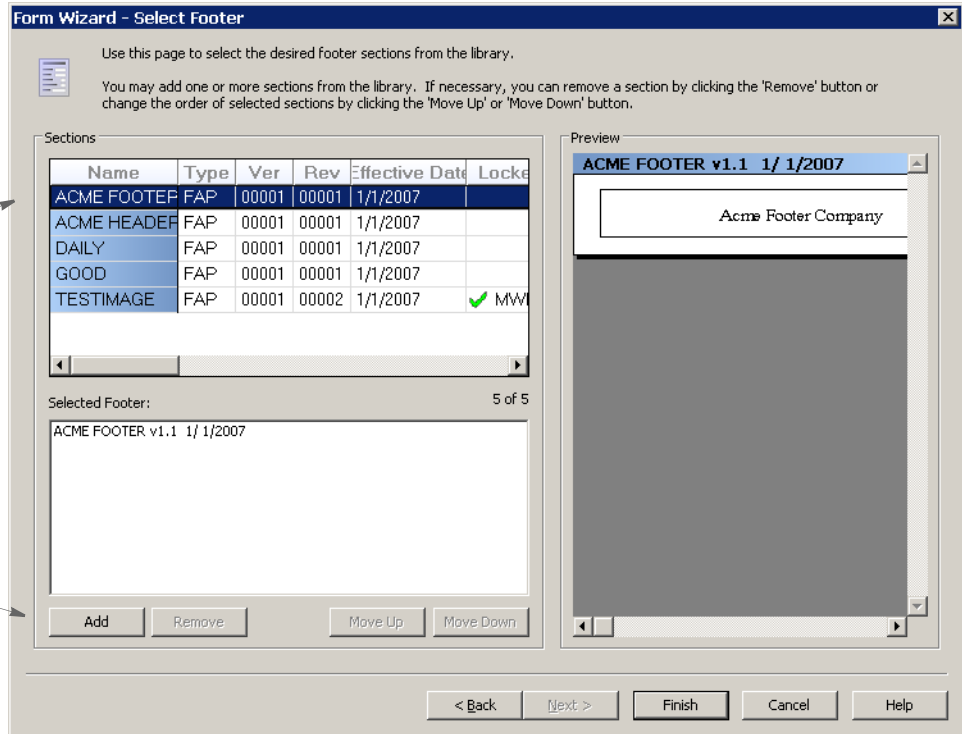 Form Wizard - Select Footer
Use this page to select the desired footer sections from the library.
You may add one or more sections from the library. If necessary, you can remove a section by clicking the 'Remove' button or
change the order of selected sections by clicking the 'Move Up' or 'Move Down' button.
Sections
Name Type Ver Rev Effective Date Locke
ACME FOOTER FAP 00001 00001 1/1/2007
ACME HEADER FAP 00001 00001 1/1/2007
DAILY FAP 00001 00001 1/1/2007
GOOD FAP 00001 00001 1/1/2007
TESTIMAGE FAP 00001 00002 1/1/2007
Selected Footer: 5 of 5
ACME FOOTER v1.1 1/ 1/2007
Add Remove Move Up Move Down
Preview
ACME FOOTER v1.1 1/ 1/2007
Acme Footer Company
< Back Next > Finish Cancel Help